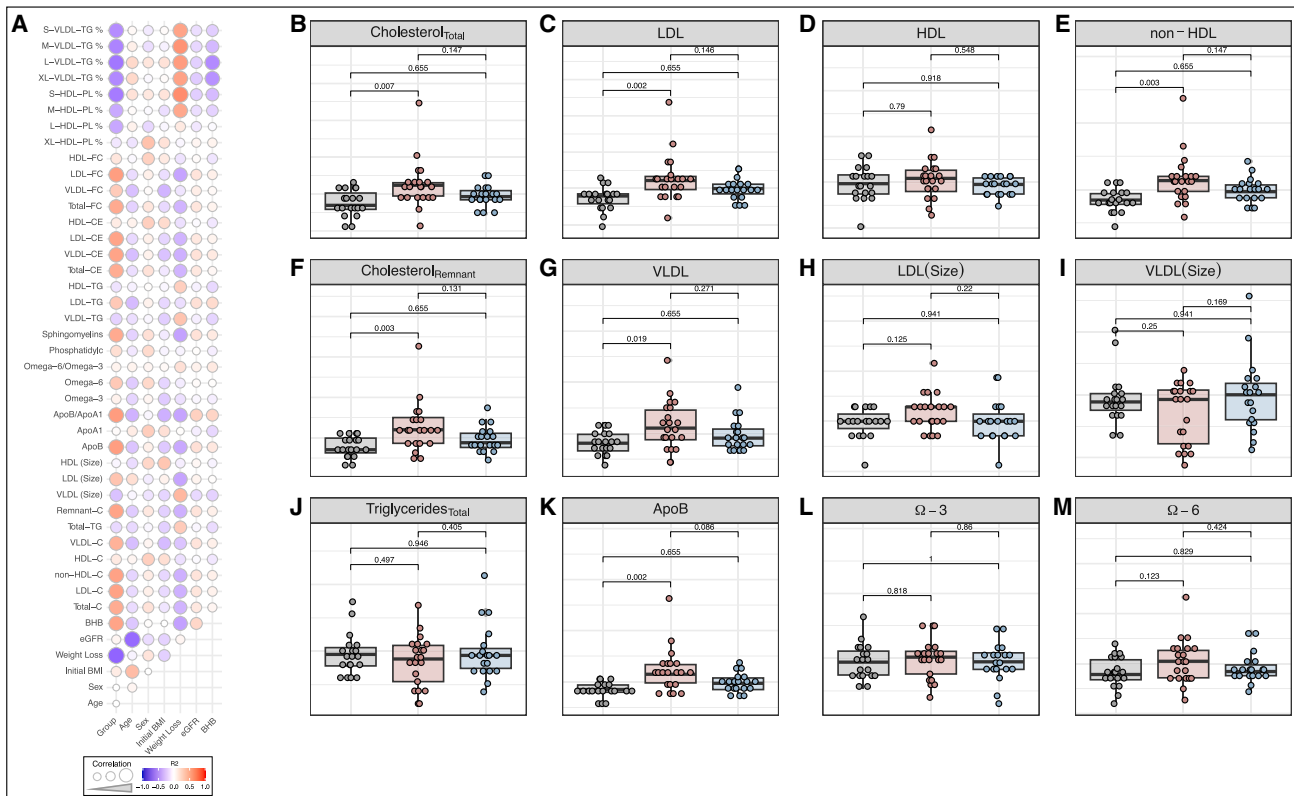 A
S−VLDL−TG %
M−VLDL−TG %
L−VLDL−TG %
XL−VLDL−TG %
S−HDL−PL %
M−HDL−PL %
L−HDL−PL %
XL−HDL−PL %
HDL−FC
LDL−FC
VLDL−FC
Total−FC
HDL−CE
LDL−CE
VLDL−CE
Total−CE
HDL−TG
LDL−TG
VLDL−TG
Sphingomyelins
Phosphatidylc
Omega−6/Omega−3
Omega−6
Omega−3
ApoB/ApoA1
ApoA1
ApoB
HDL (Size)
LDL (Size)
VLDL (Size)
Remnant−C
Total−TG
VLDL−C
HDL−C
non−HDL−C
LDL−C
Total−C
BHB
eGFR
Weight Loss
Initial BMI
Sex
Age
Group
Age
Sex
Initial BMI
Weight Loss
eGFR
BHB
Correlation
R2
−1.0 −0.5 0.0 0.5 1.0
B
Cholesterol Total
0.147
0.655
0.007
C
LDL
0.146
0.655
0.002
D
HDL
0.548
0.918
0.79
E
non−HDL
0.147
0.655
0.003
F
Cholesterol Remnant
0.131
0.655
0.003
G
VLDL
0.271
0.655
0.019
H
LDL(Size)
0.22
0.941
0.125
I
VLDL(Size)
0.169
0.941
0.25
J
Triglycerides Total
0.405
0.946
0.497
K
ApoB
0.086
0.655
0.002
L
Ω−3
0.86
1
0.818
M
Ω−6
0.424
0.829
0.123